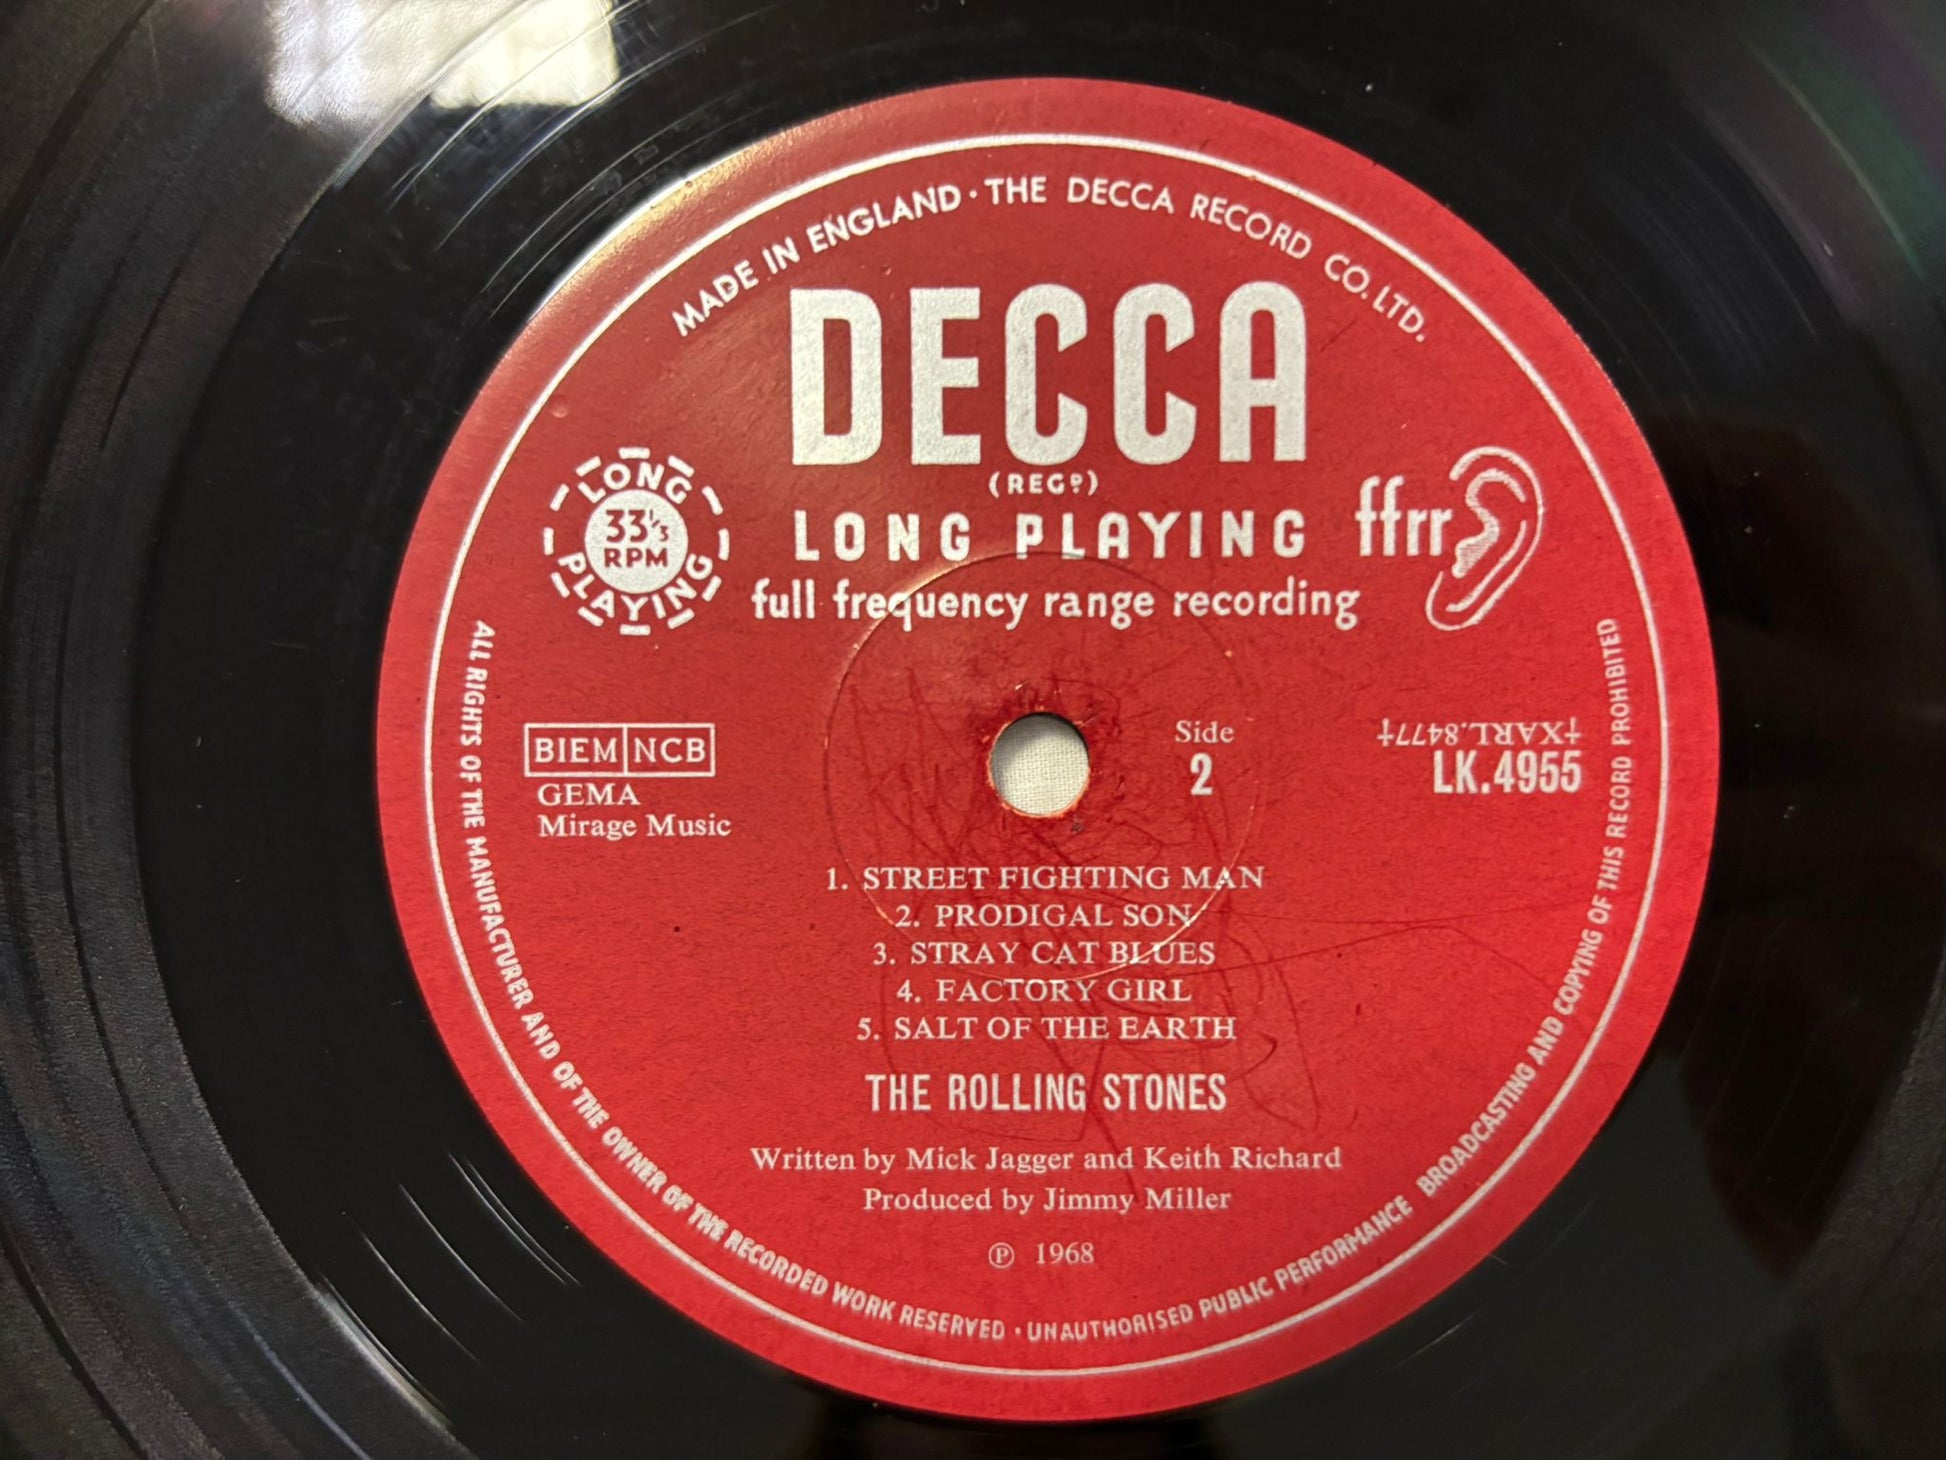 MADE IN ENGLAND · THE DECCA RECORD CO. LTD.
DECCA
(REGD)
LONG PLAYING
full frequency range recording
LONG
33 1/3
RPM
PLAYING
ffrr
BIEM NCB
GEMA
Mirage Music
Side
2
‡XARL.8477‡
LK.4955
1. STREET FIGHTING MAN
2. PRODIGAL SON
3. STRAY CAT BLUES
4. FACTORY GIRL
5. SALT OF THE EARTH
THE ROLLING STONES
Written by Mick Jagger and Keith Richard
Produced by Jimmy Miller
℗ 1968
ALL RIGHTS OF THE MANUFACTURER AND OF THE OWNER OF THE RECORDED WORK RESERVED · UNAUTHORISED PUBLIC PERFORMANCE BROADCASTING AND COPYING OF THIS RECORD PROHIBITED